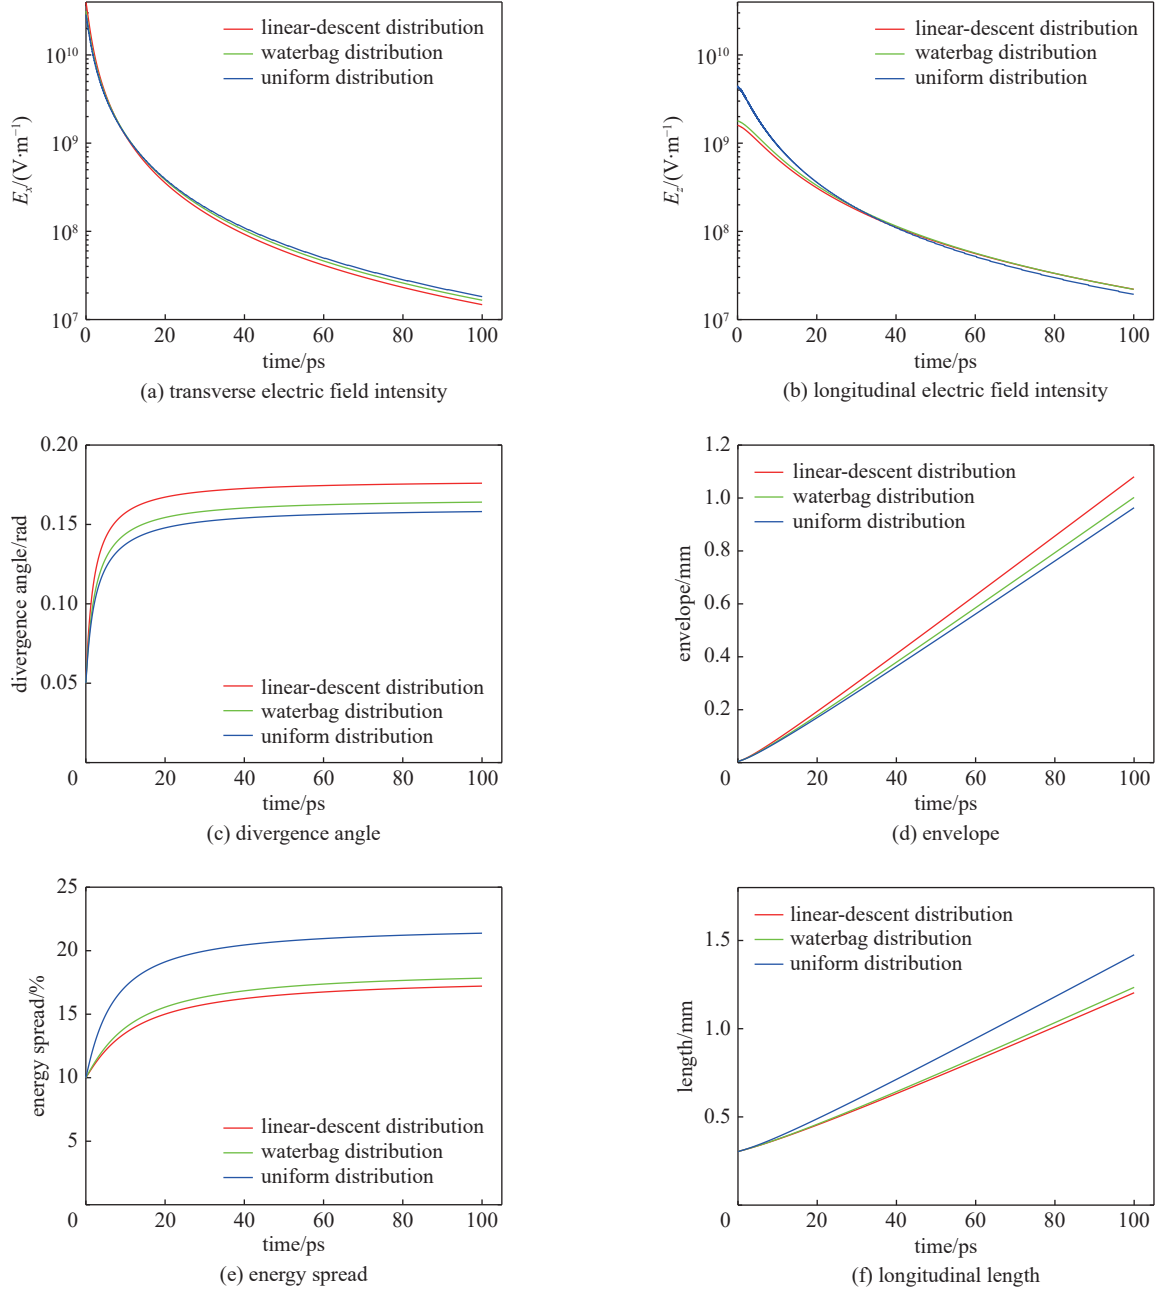 linear-descent distribution
waterbag distribution
uniform distribution
10¹⁰
10⁹
10⁸
10⁷
Eₓ/(V·m⁻¹)
0 20 40 60 80 100
time/ps
(a) transverse electric field intensity
linear-descent distribution
waterbag distribution
uniform distribution
10¹⁰
10⁹
10⁸
10⁷
E_z/(V·m⁻¹)
0 20 40 60 80 100
time/ps
(b) longitudinal electric field intensity
0.20
0.15
0.10
0.05
divergence angle/rad
linear-descent distribution
waterbag distribution
uniform distribution
0 20 40 60 80 100
time/ps
(c) divergence angle
1.2
1.0
0.8
0.6
0.4
0.2
envelope/mm
linear-descent distribution
waterbag distribution
uniform distribution
0 20 40 60 80 100
time/ps
(d) envelope
25
20
15
10
5
energy spread/%
linear-descent distribution
waterbag distribution
uniform distribution
0 20 40 60 80 100
time/ps
(e) energy spread
1.5
1.0
0.5
length/mm
linear-descent distribution
waterbag distribution
uniform distribution
0 20 40 60 80 100
time/ps
(f) longitudinal length